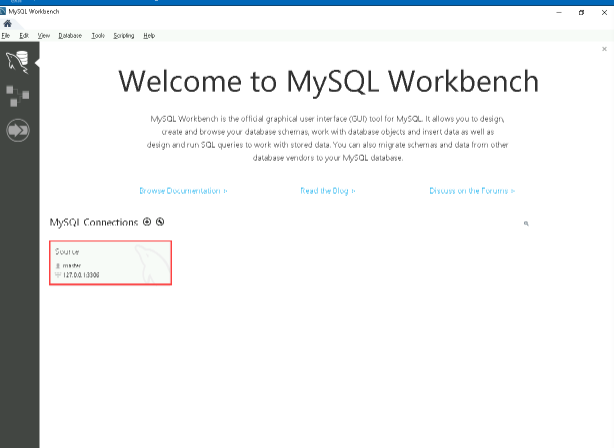 MySQL Workbench
File Edit View Database Tools Scripting Help
Welcome to MySQL Workbench
MySQL Workbench is the official graphical user interface (GUI) tool for MySQL. It allows you to design,
create and browse your database schemas, work with database objects and insert data as well as
design and run SQL queries to work with stored data. You can also migrate schemas and data from other
database vendors to your MySQL database.
Browse Documentation » Read the Blog » Discuss on the Forums »
MySQL Connections
Source
master
127.0.0.1:3306